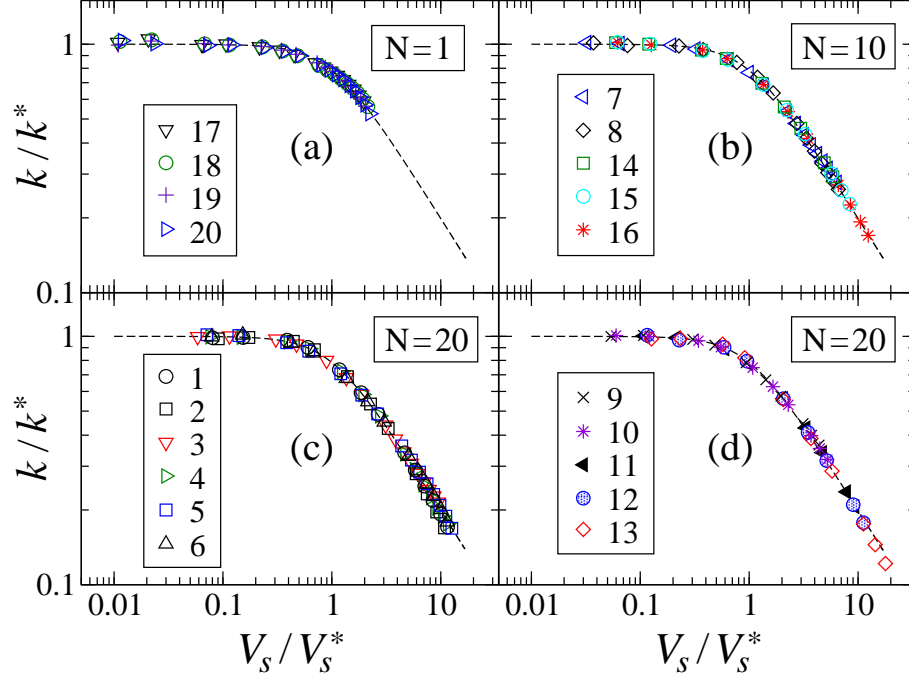 k / k*
1
0.1
N=1
17
18
19
20
(a)
N=10
7
8
14
15
16
(b)
k / k*
1
0.1
N=20
1
2
3
4
5
6
(c)
N=20
9
10
11
12
13
(d)
0.01 0.1 1 10
0.01 0.1 1 10
V_s / V_s^*
V_s / V_s^*